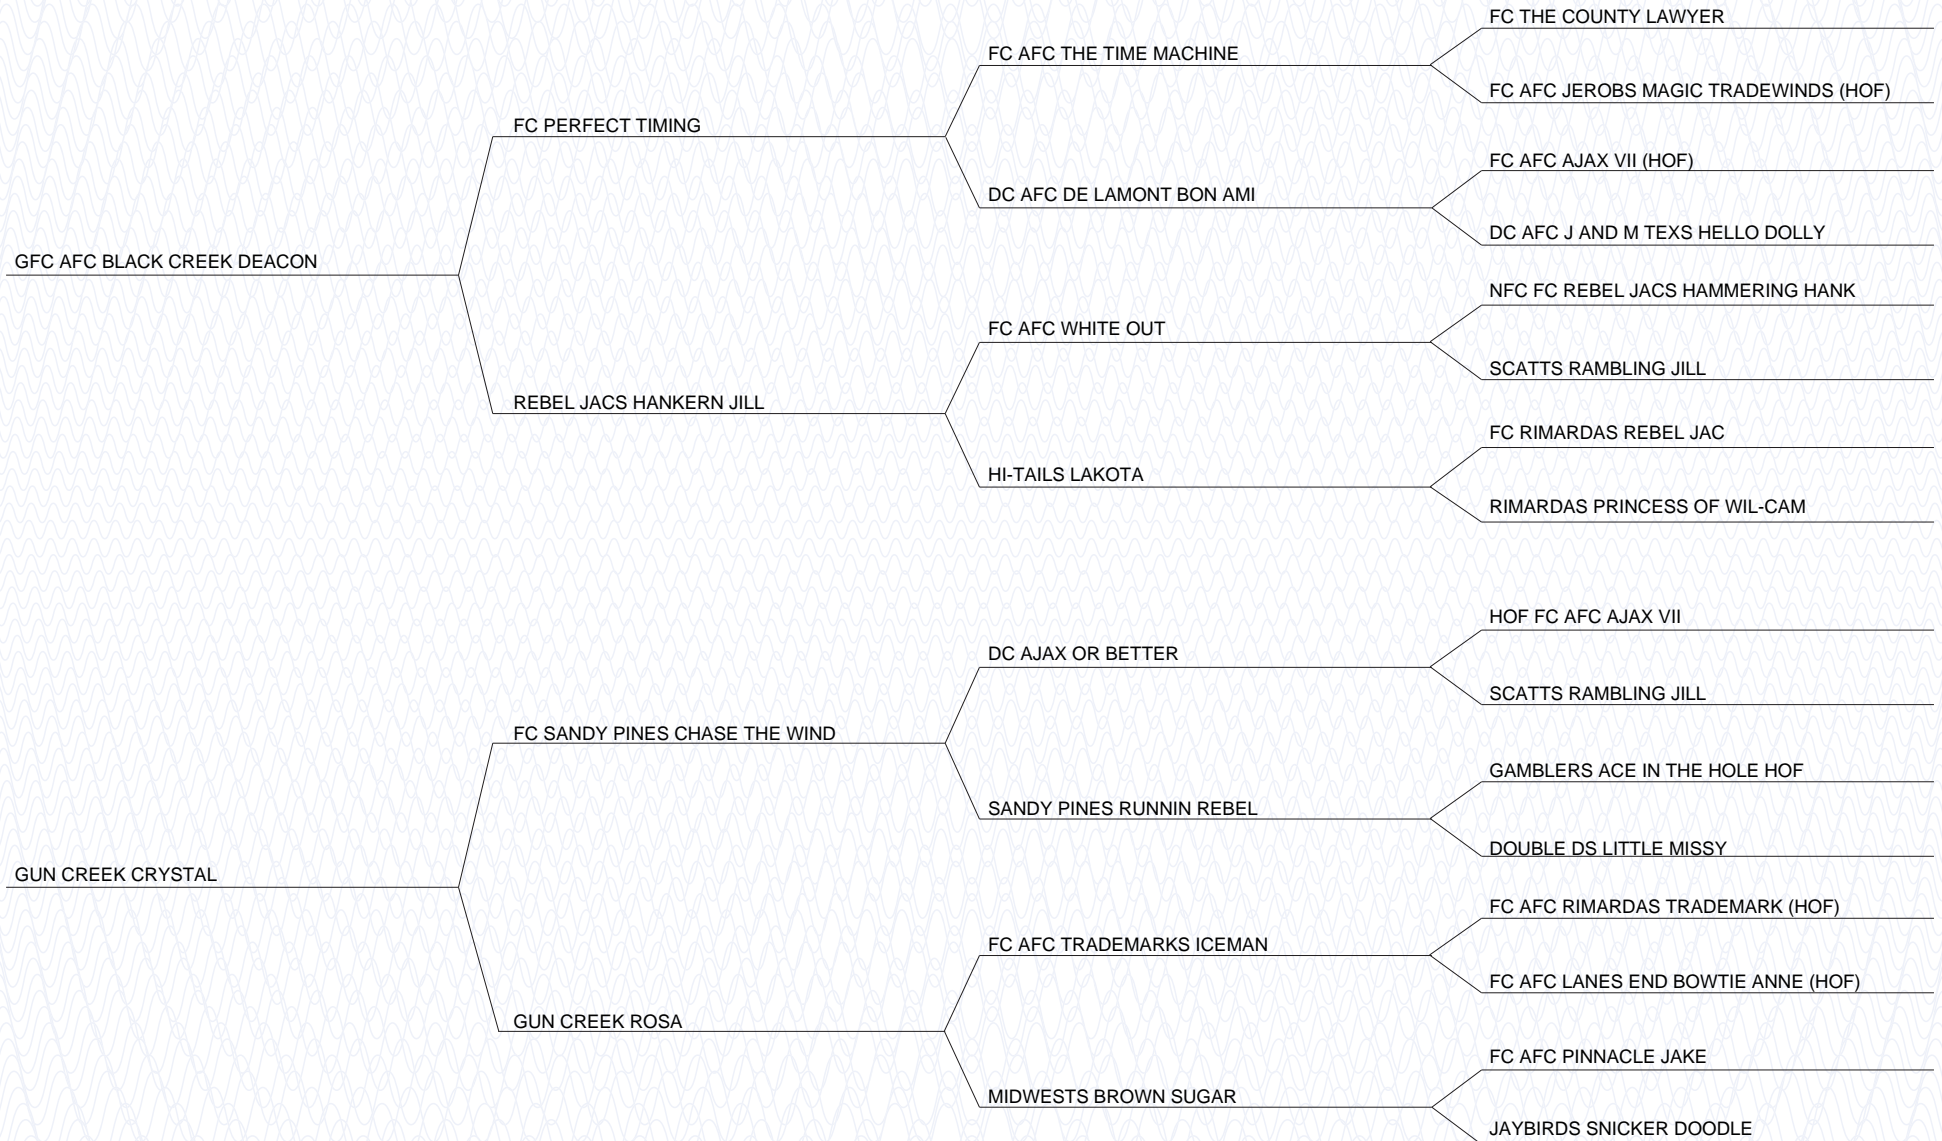 FC THE COUNTY LAWYER
FC AFC THE TIME MACHINE
FC AFC JEROBS MAGIC TRADEWINDS (HOF)
FC PERFECT TIMING
FC AFC AJAX VII (HOF)
DC AFC DE LAMONT BON AMI
DC AFC J AND M TEXS HELLO DOLLY
GFC AFC BLACK CREEK DEACON
NFC FC REBEL JACS HAMMERING HANK
FC AFC WHITE OUT
SCATTS RAMBLING JILL
REBEL JACS HANKERN JILL
FC RIMARDAS REBEL JAC
HI-TAILS LAKOTA
RIMARDAS PRINCESS OF WIL-CAM
HOF FC AFC AJAX VII
DC AJAX OR BETTER
SCATTS RAMBLING JILL
FC SANDY PINES CHASE THE WIND
GAMBLERS ACE IN THE HOLE HOF
SANDY PINES RUNNIN REBEL
DOUBLE DS LITTLE MISSY
GUN CREEK CRYSTAL
FC AFC RIMARDAS TRADEMARK (HOF)
FC AFC TRADEMARKS ICEMAN
FC AFC LANES END BOWTIE ANNE (HOF)
GUN CREEK ROSA
FC AFC PINNACLE JAKE
MIDWESTS BROWN SUGAR
JAYBIRDS SNICKER DOODLE